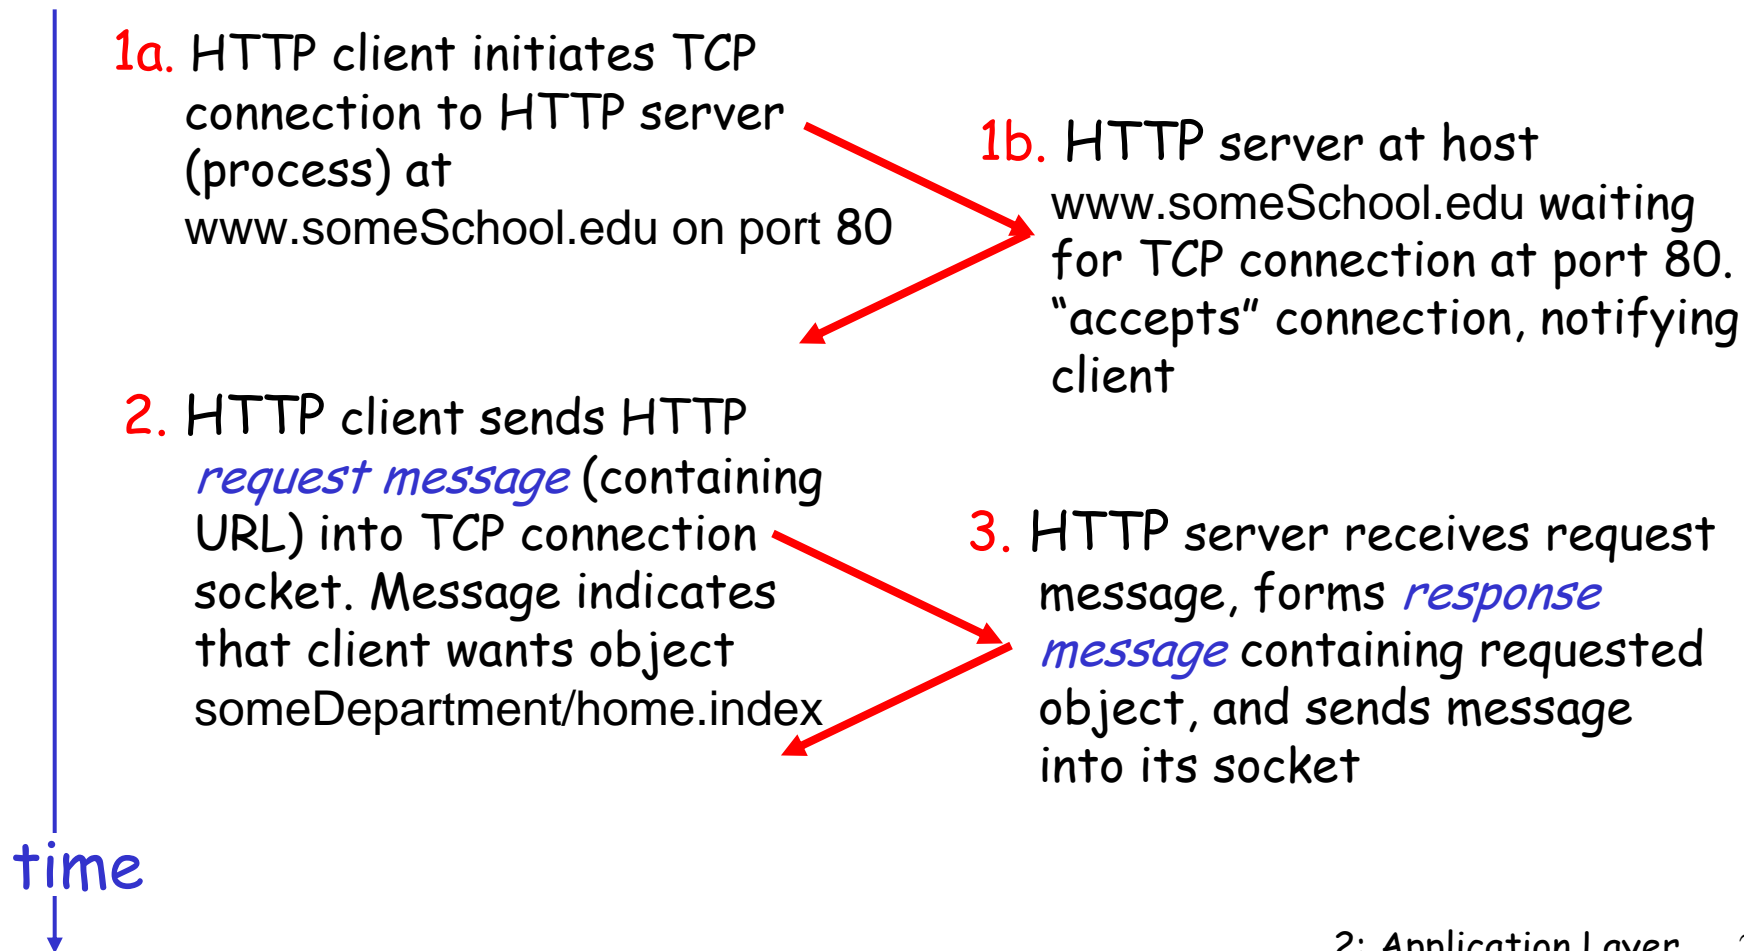 1a. HTTP client initiates TCP
connection to HTTP server
(process) at
www.someSchool.edu on port 80
1b. HTTP server at host
www.someSchool.edu waiting
for TCP connection at port 80.
“accepts” connection, notifying
client
2. HTTP client sends HTTP
request message (containing
URL) into TCP connection
socket. Message indicates
that client wants object
someDepartment/home.index
3. HTTP server receives request
message, forms response
message containing requested
object, and sends message
into its socket
time
2: Application Layer